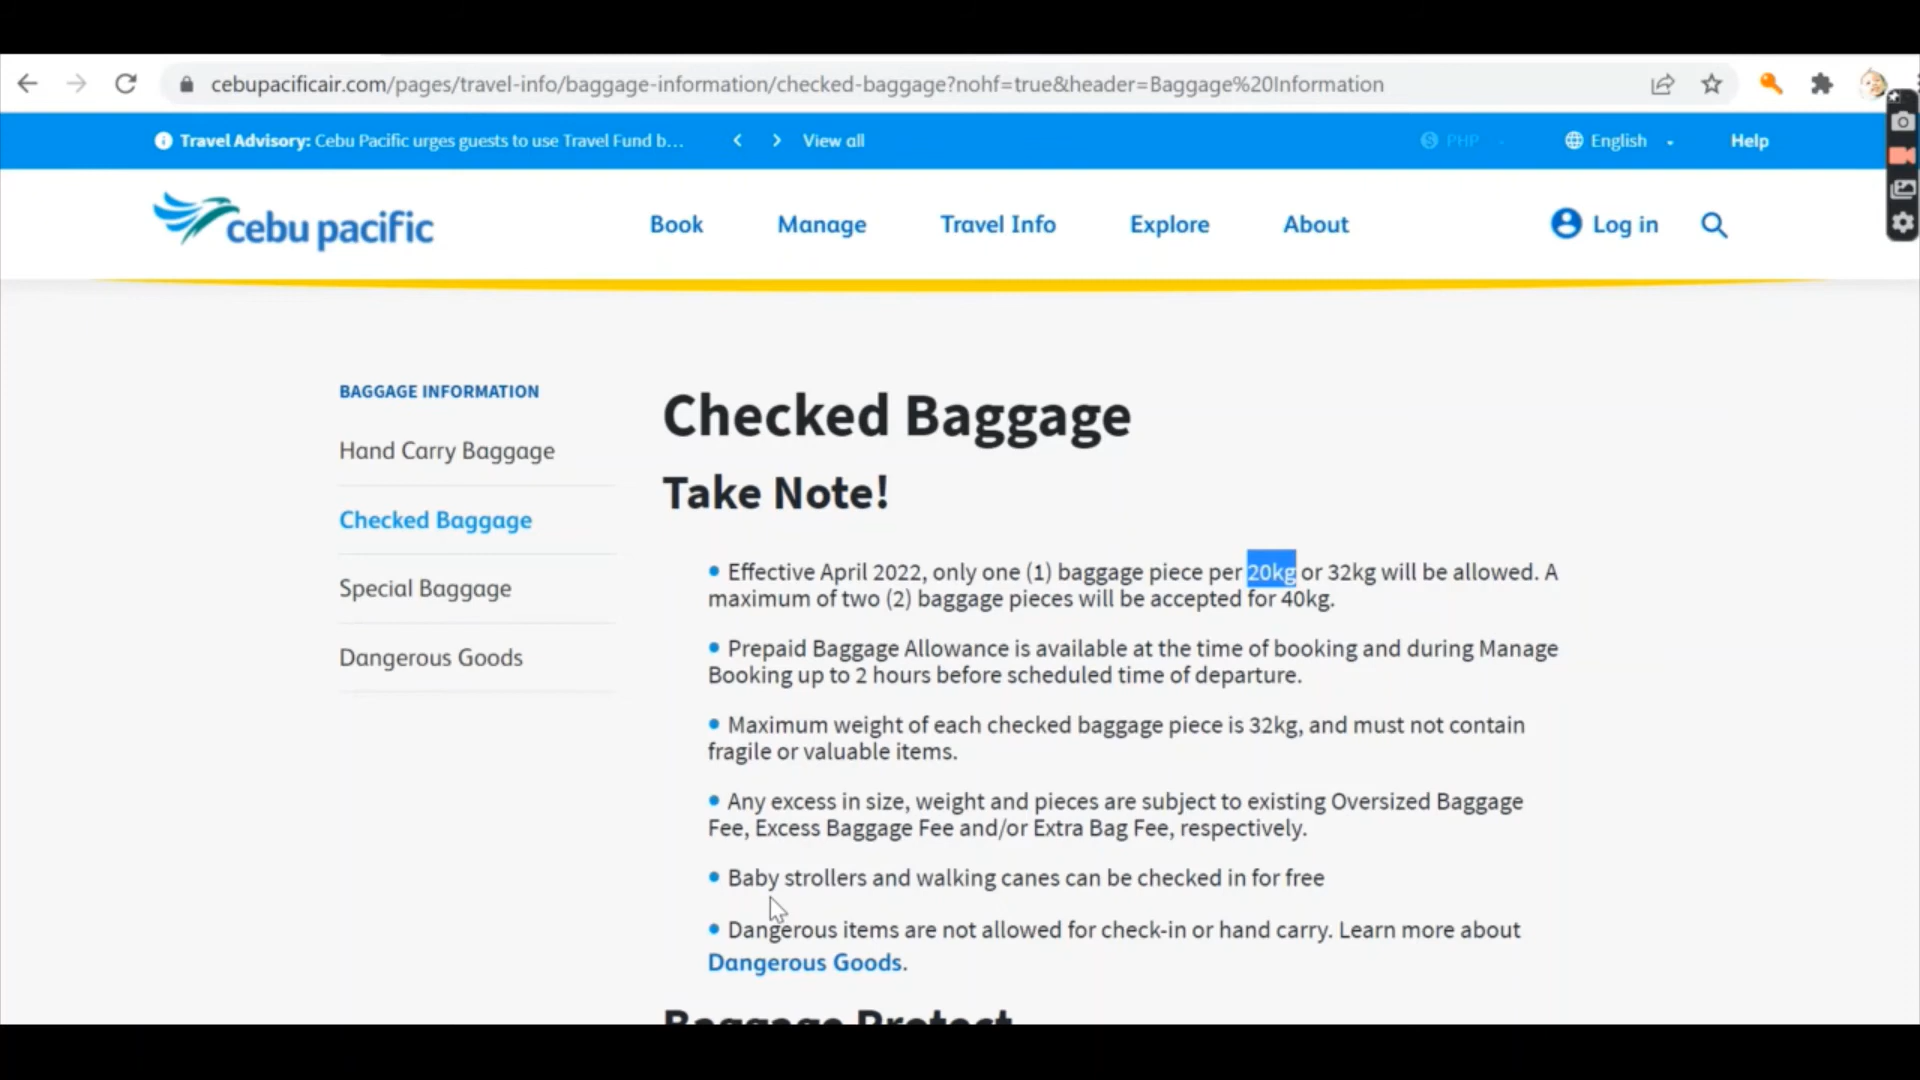 cebupacificair.com/pages/travel-info/baggage-information/checked-baggage?nohf=true&header=Baggage%20Information
Travel Advisory: Cebu Pacific urges guests to use Travel Fund b...
View all
PHP
English
Help
cebu pacific
Book
Manage
Travel Info
Explore
About
Log in
BAGGAGE INFORMATION
Hand Carry Baggage
Checked Baggage
Special Baggage
Dangerous Goods
Checked Baggage
Take Note!
• Effective April 2022, only one (1) baggage piece per 20kg or 32kg will be allowed. A
maximum of two (2) baggage pieces will be accepted for 40kg.
• Prepaid Baggage Allowance is available at the time of booking and during Manage
Booking up to 2 hours before scheduled time of departure.
• Maximum weight of each checked baggage piece is 32kg, and must not contain
fragile or valuable items.
• Any excess in size, weight and pieces are subject to existing Oversized Baggage
Fee, Excess Baggage Fee and/or Extra Bag Fee, respectively.
• Baby strollers and walking canes can be checked in for free
• Dangerous items are not allowed for check-in or hand carry. Learn more about
Dangerous Goods.
Baggage Protect